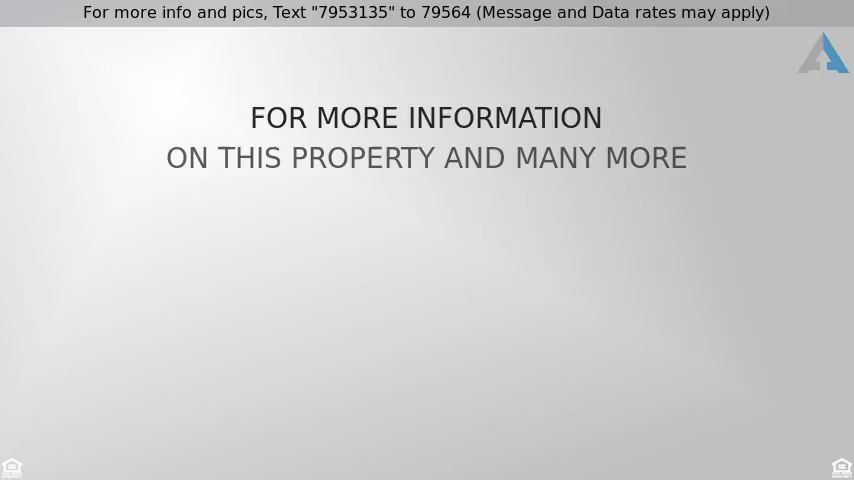 For more info and pics, Text "7953135" to 79564 (Message and Data rates may apply)
FOR MORE INFORMATION
ON THIS PROPERTY AND MANY MORE